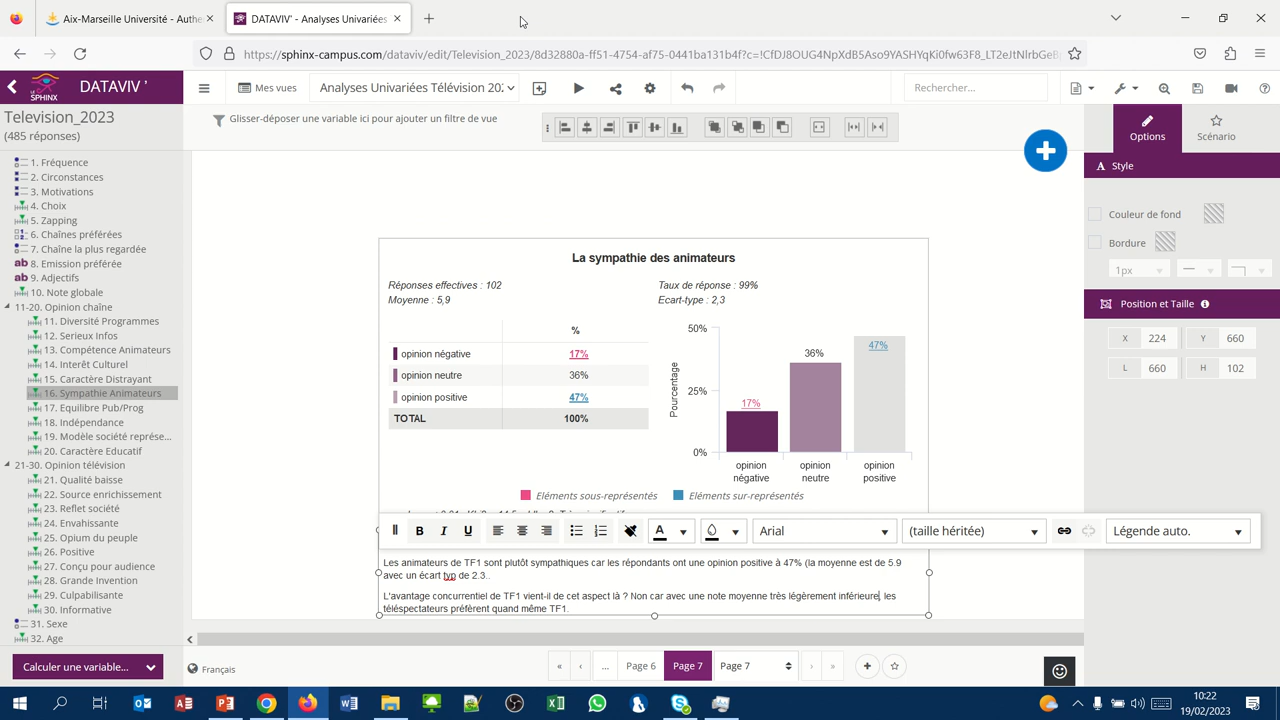 Aix-Marseille Université - Authe
DATAVIV' - Analyses Univariées
https://sphinx-campus.com/dataviv/edit/Television_2023/8d32880a-ff51-4754-af75-0441ba131b4f?c=!CfDJ8OUG4NpXdB5Aso9YASHYqKi0fw63F8_LT2eJtNlrbGeB
LE SPHINX
DATAVIV '
Mes vues
Analyses Univariées Télévision 202
Rechercher...
Television_2023
(485 réponses)
Glisser-déposer une variable ici pour ajouter un filtre de vue
Options
Scénario
1. Fréquence
2. Circonstances
3. Motivations
4. Choix
5. Zapping
6. Chaînes préférées
7. Chaîne la plus regardée
8. Emission préférée
9. Adjectifs
10. Note globale
11-20. Opinion chaîne
11. Diversité Programmes
12. Serieux Infos
13. Compétence Animateurs
14. Interêt Culturel
15. Caractère Distrayant
16. Sympathie Animateurs
17. Equilibre Pub/Prog
18. Indépendance
19. Modèle société représe...
20. Caractère Educatif
21-30. Opinion télévision
21. Qualité baisse
22. Source enrichissement
23. Reflet société
24. Envahissante
25. Opium du peuple
26. Positive
27. Conçu pour audience
28. Grande Invention
29. Culpabilisante
30. Informative
31. Sexe
32. Age
Calculer une variable...
La sympathie des animateurs
Réponses effectives : 102
Taux de réponse : 99%
Moyenne : 5,9
Ecart-type : 2,3
%
opinion négative 17%
opinion neutre 36%
opinion positive 47%
TOTAL 100%
Pourcentage
50%
25%
0%
17%
36%
47%
opinion négative
opinion neutre
opinion positive
Eléments sous-représentés
Eléments sur-représentés
B I U
A
Arial
(taille héritée)
Légende auto.
Les animateurs de TF1 sont plutôt sympathiques car les répondants ont une opinion positive à 47% (la moyenne est de 5.9
avec un écart typ de 2.3..
L'avantage concurrentiel de TF1 vient-il de cet aspect là ? Non car avec une note moyenne très légèrement inférieure, les
téléspectateurs préfèrent quand même TF1.
Style
Couleur de fond
Bordure
1px
Position et Taille
X 224 Y 660
L 660 H 102
Français
« ‹ ... Page 6 Page 7 Page 7 › »
10:22
19/02/2023